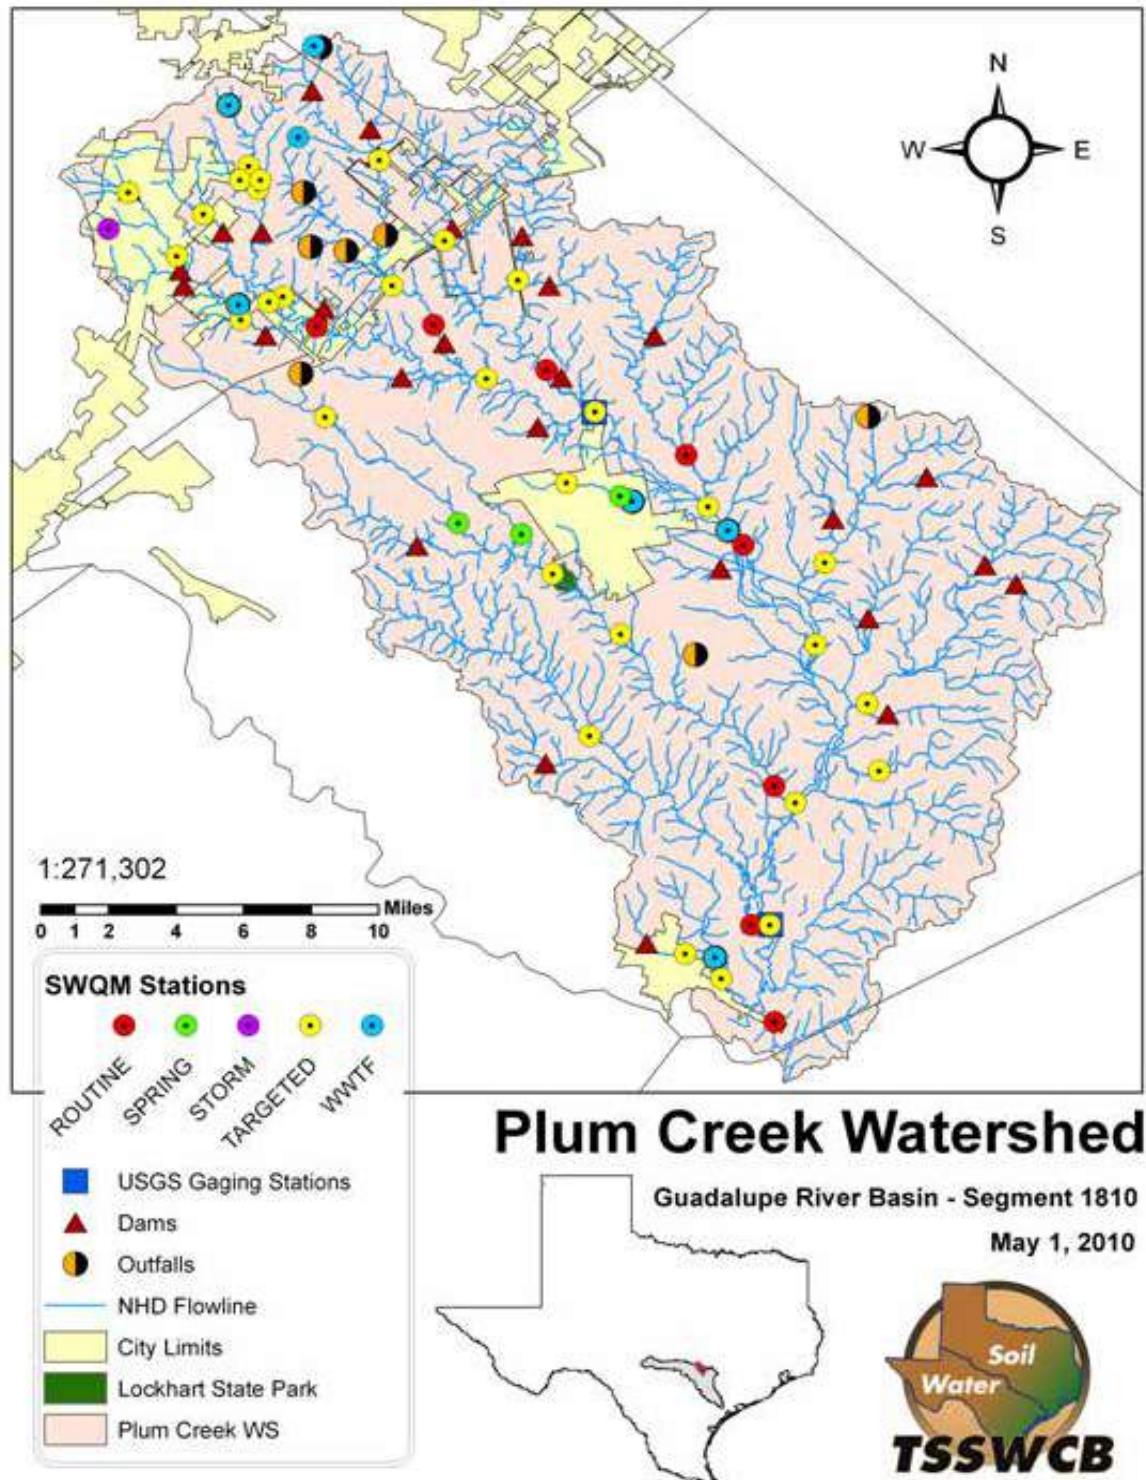 N
W E
S
1:271,302
Miles
0 1 2 4 6 8 10
SWQM Stations
ROUTINE
SPRING
STORM
TARGETED
WWTF
USGS Gaging Stations
Dams
Outfalls
NHD Flowline
City Limits
Lockhart State Park
Plum Creek WS
Plum Creek Watershed
Guadalupe River Basin - Segment 1810
May 1, 2010
Soil
Water
TSSWCB